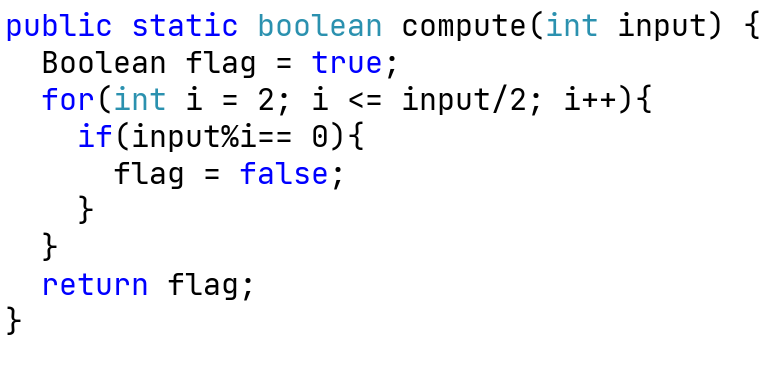 public static boolean compute(int input) {
  Boolean flag = true;
  for(int i = 2; i <= input/2; i++){
    if(input%i== 0){
      flag = false;
    }
  }
  return flag;
}